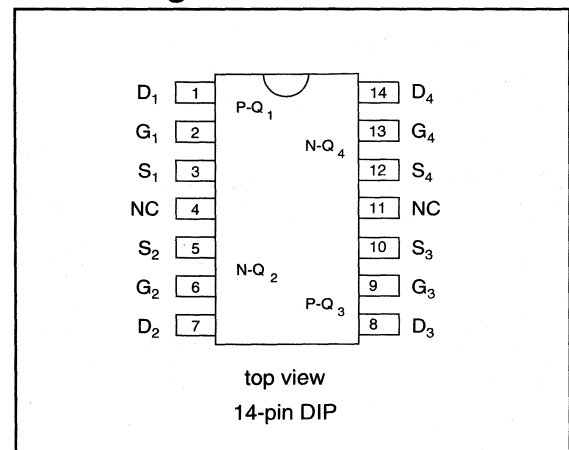 D1 1 P-Q1 14 D4
G1 2 13 G4
N-Q4
S1 3 12 S4
NC 4 11 NC
S2 5 10 S3
N-Q2
G2 6 9 G3
P-Q3
D2 7 8 D3
top view
14-pin DIP